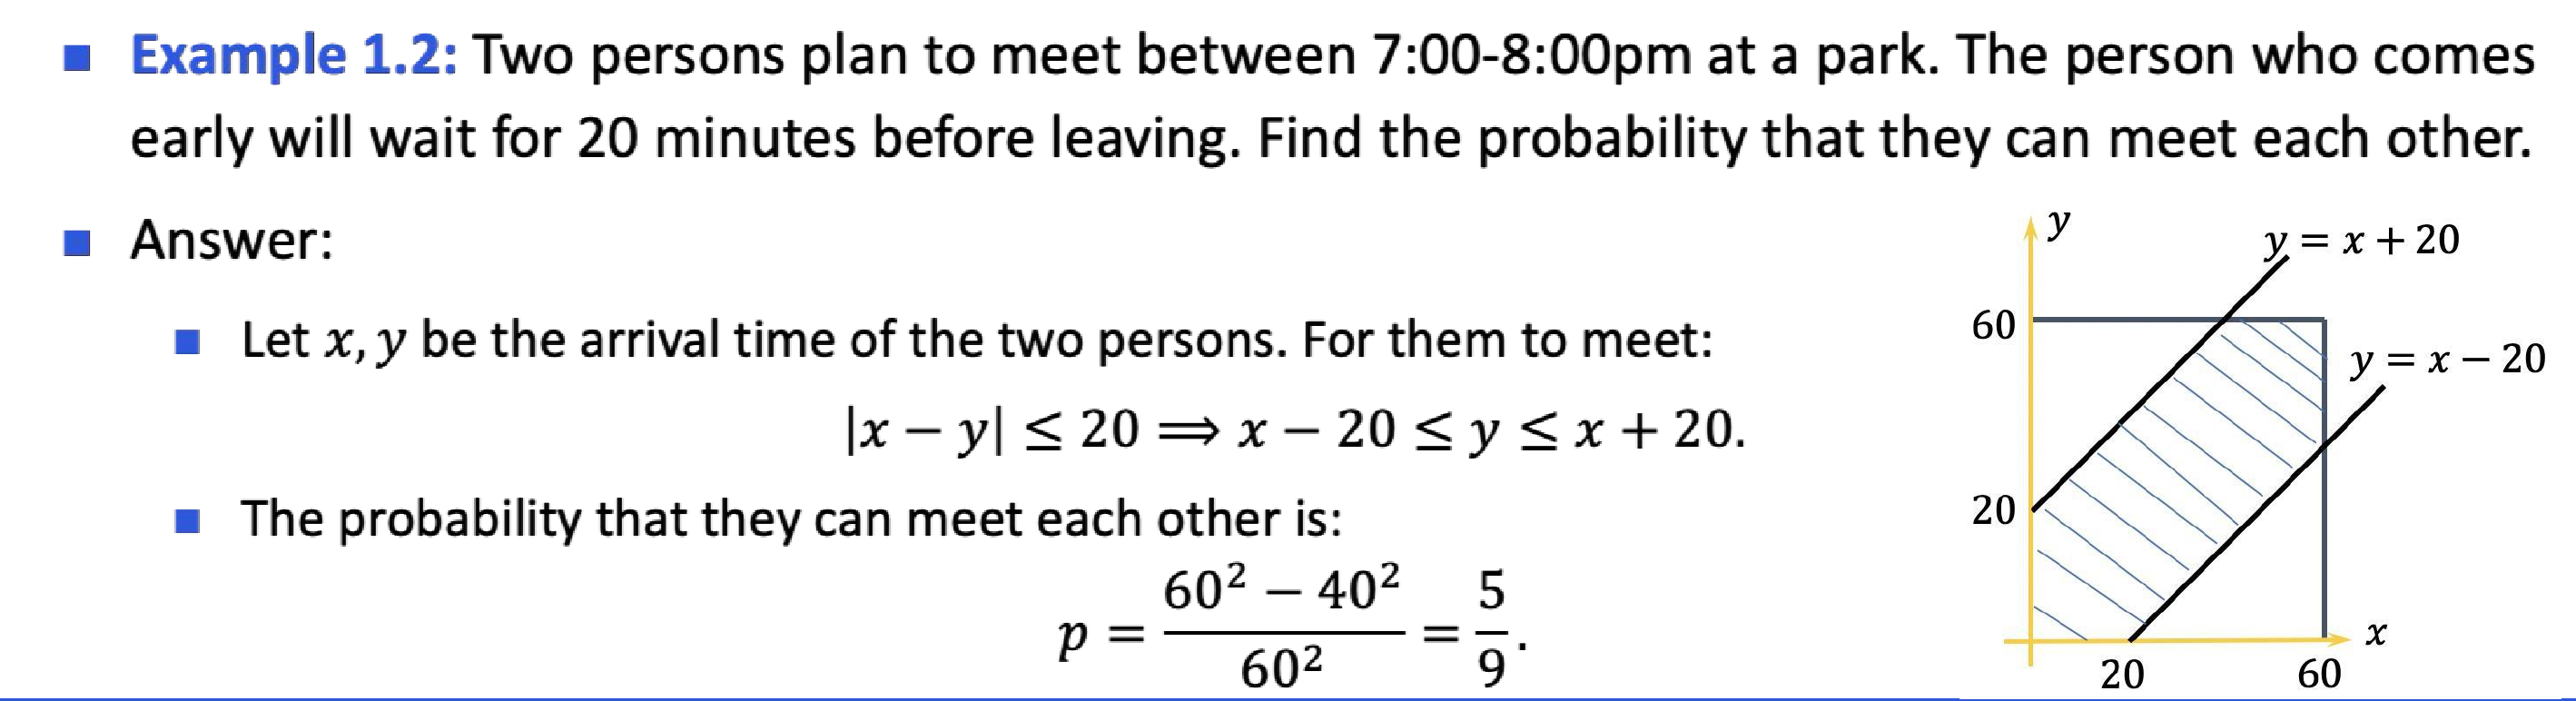 Example 1.2: Two persons plan to meet between 7:00-8:00pm at a park. The person who comes
early will wait for 20 minutes before leaving. Find the probability that they can meet each other.
Answer:
Let x, y be the arrival time of the two persons. For them to meet:
|x − y| ≤ 20 ⟹ x − 20 ≤ y ≤ x + 20.
The probability that they can meet each other is:
p = (60² − 40²) / 60² = 5/9.
y
y = x + 20
60
y = x − 20
20
x
20
60